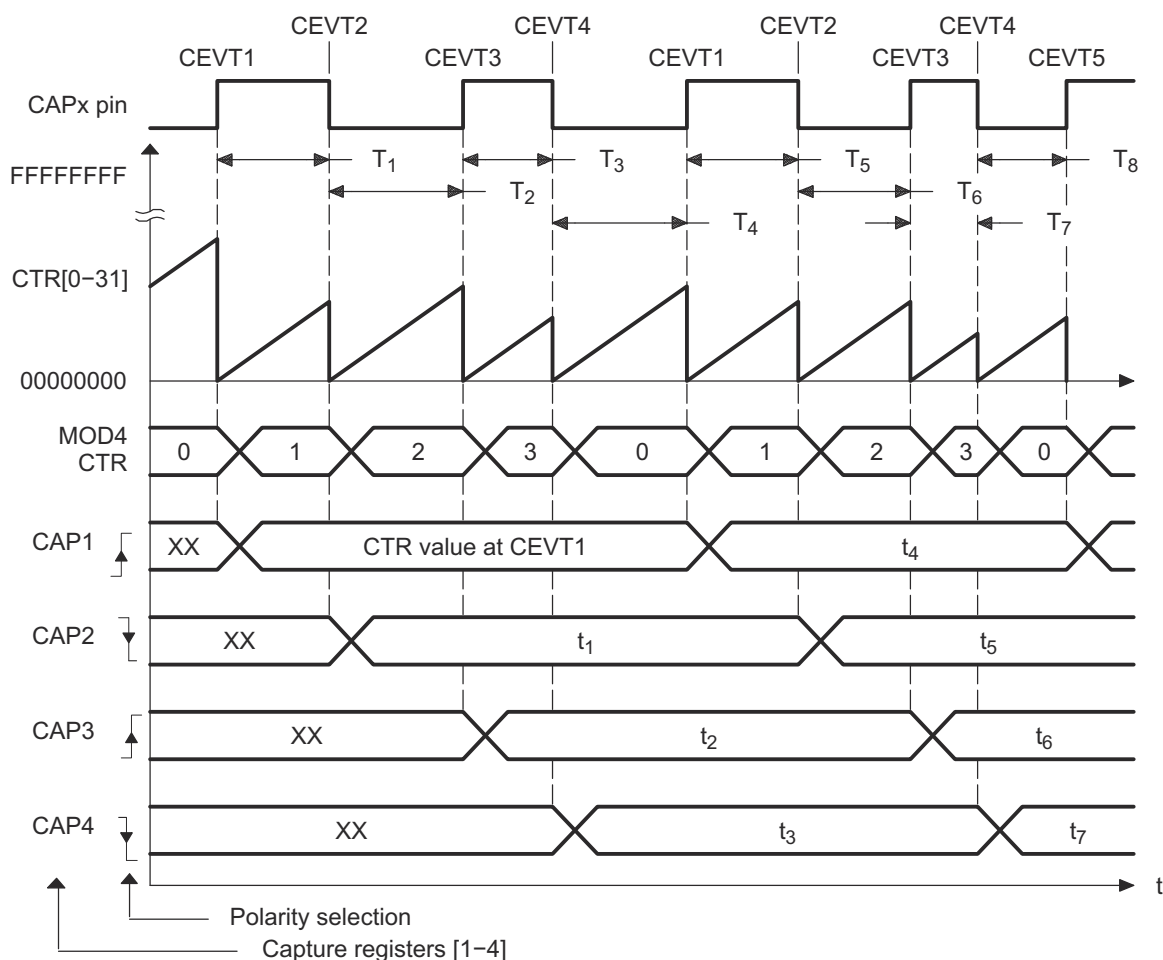 CEVT2 CEVT4 CEVT2 CEVT4
CEVT1 CEVT3 CEVT1 CEVT3 CEVT5
CAPx pin
T1 T3 T5 T8
FFFFFFFF
T2 T6
T4 T7
CTR[0−31]
00000000
MOD4
CTR
0 1 2 3 0 1 2 3 0
CAP1 XX CTR value at CEVT1 t4
CAP2 XX t1 t5
CAP3 XX t2 t6
CAP4 XX t3 t7
t
Polarity selection
Capture registers [1−4]